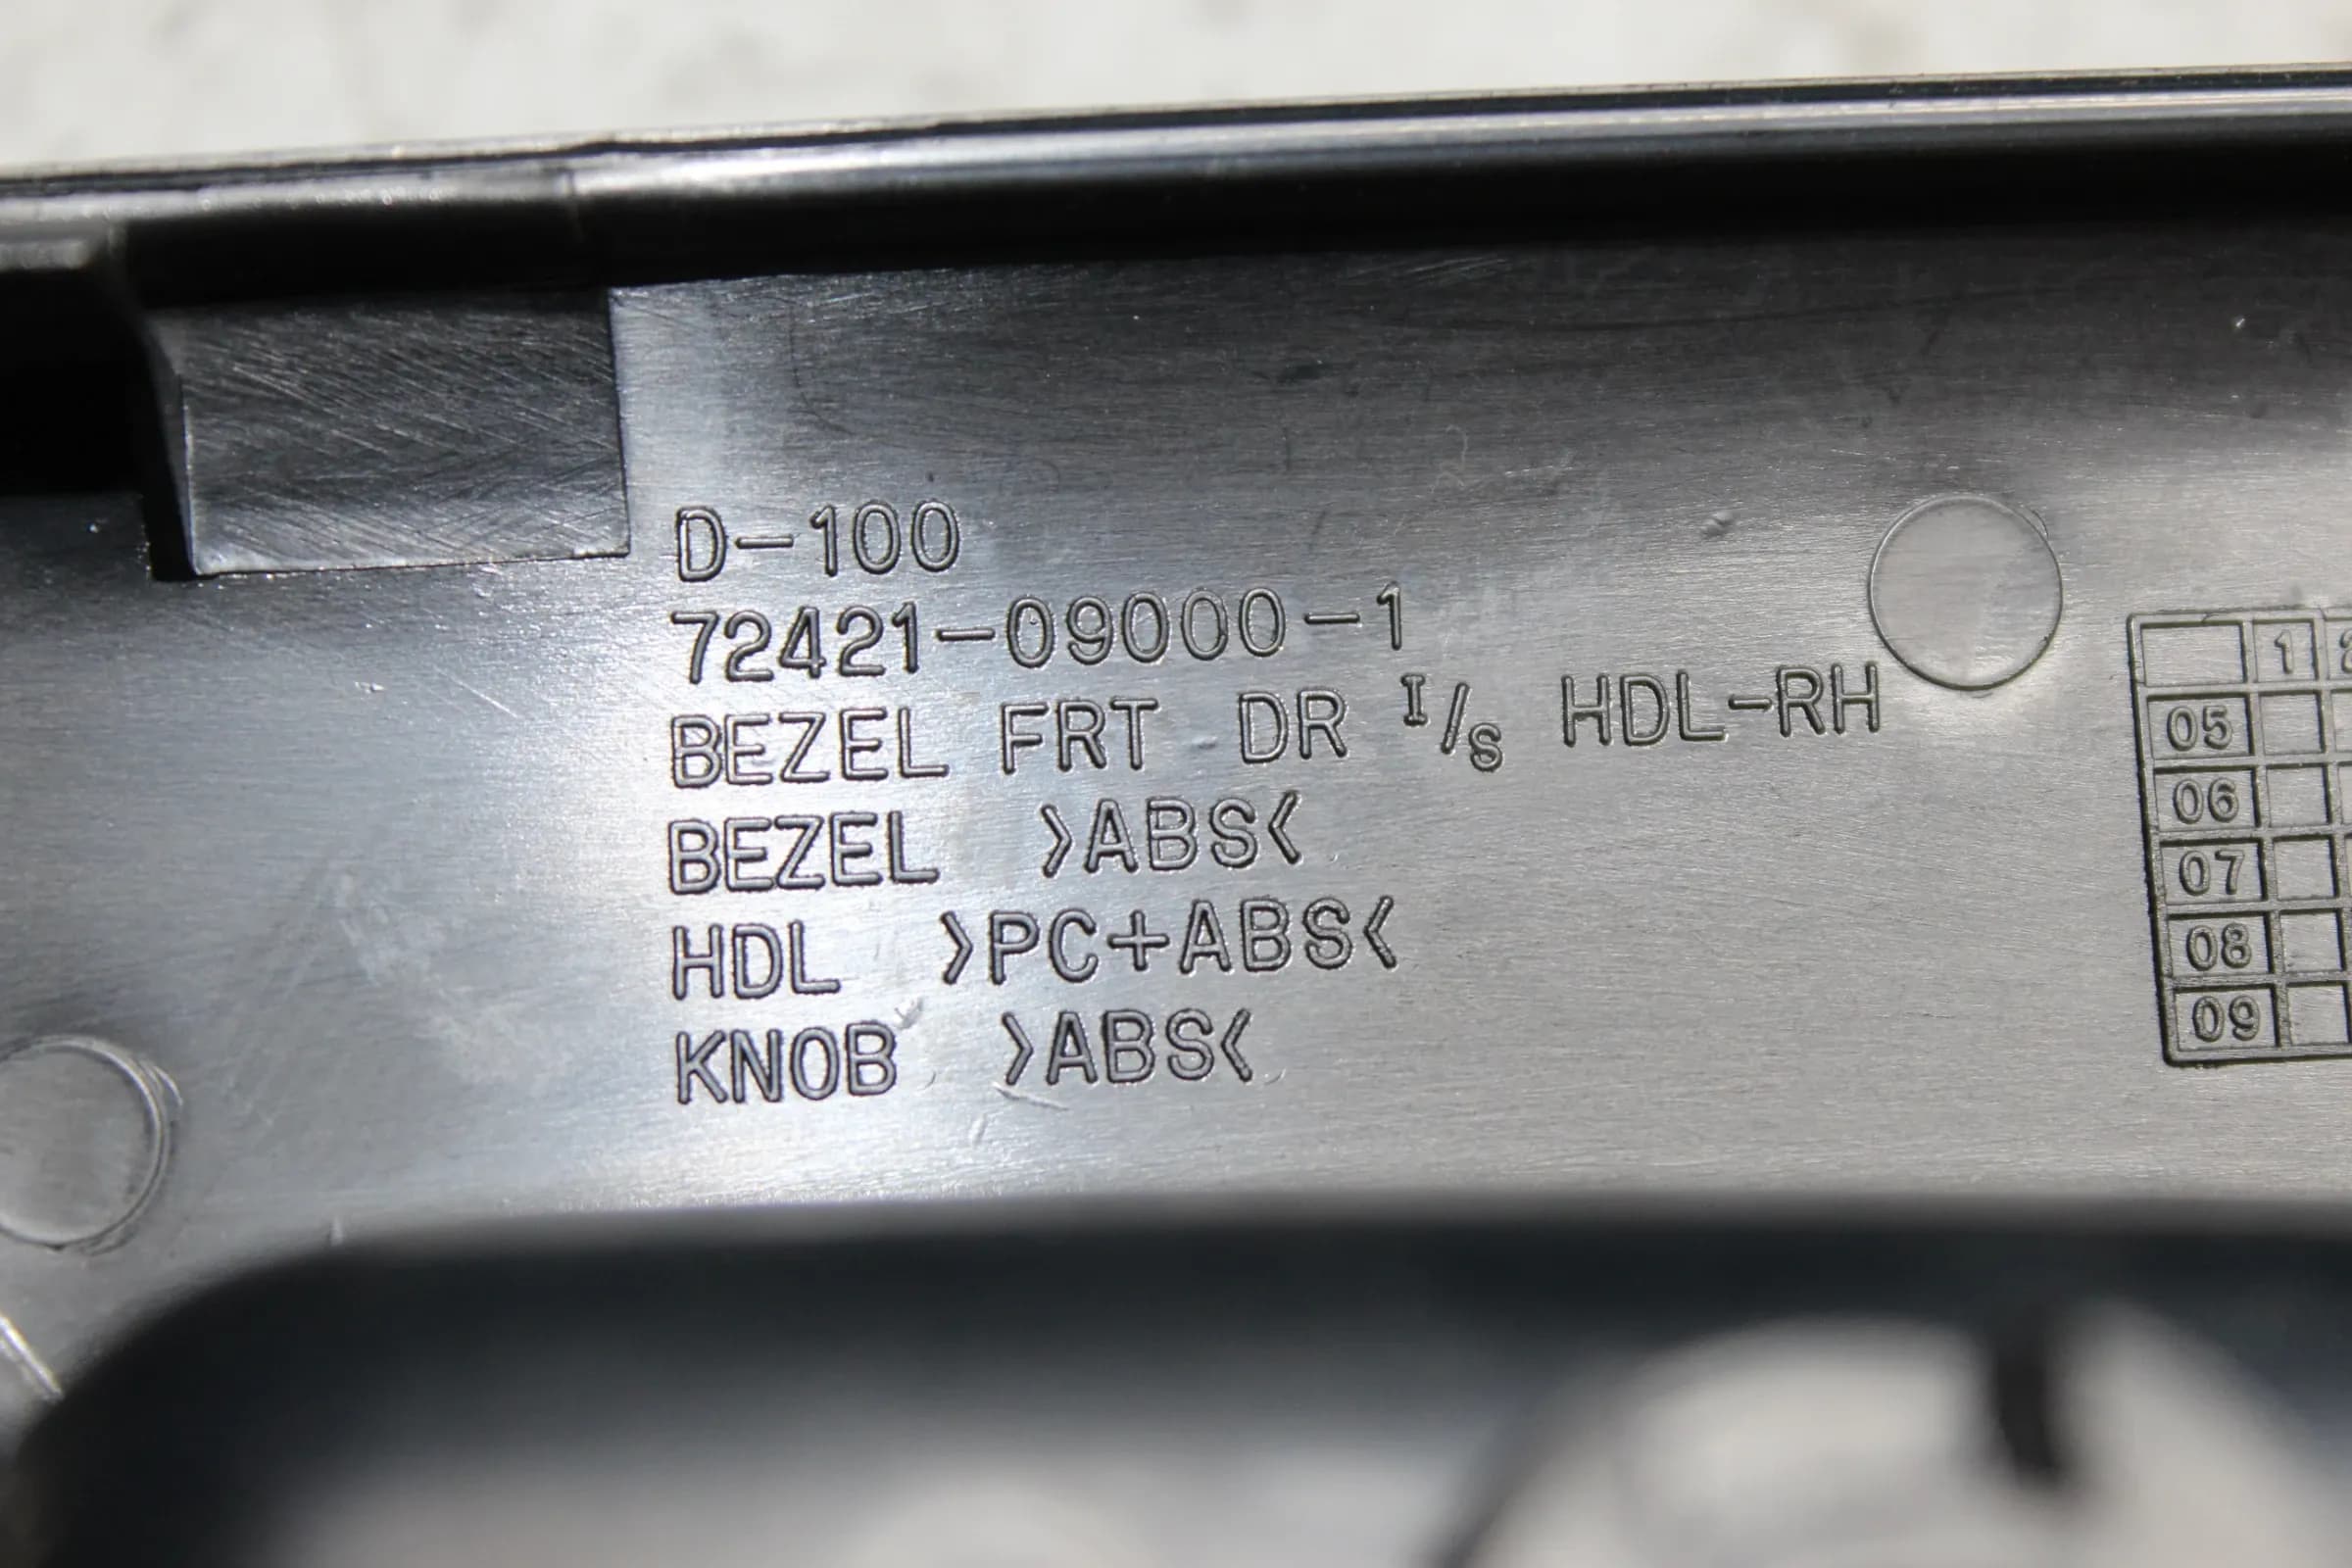 D-100
72421-09000-1
BEZEL FRT DR I/S HDL-RH
BEZEL >ABS<
HDL >PC+ABS<
KNOB >ABS<
1 2
05
06
07
08
09